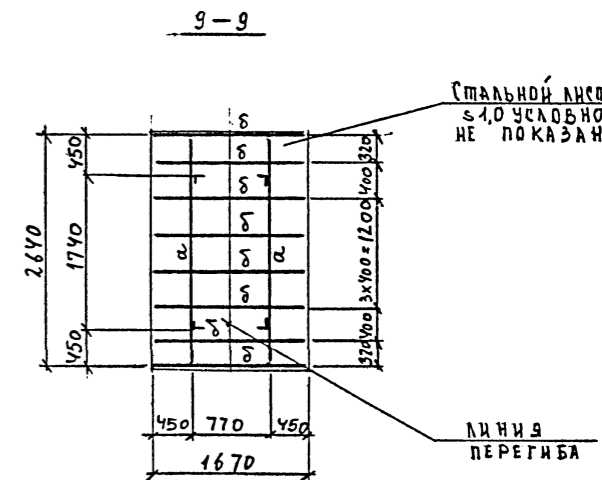 9-9
Стальной лист
s1,0 условно
не показан
б
б
б
б
б
б
б
б
а
а
450
1740
450
2640
320
400
3х400=1200
400
320
450 770 450
1670
линия
перегиба